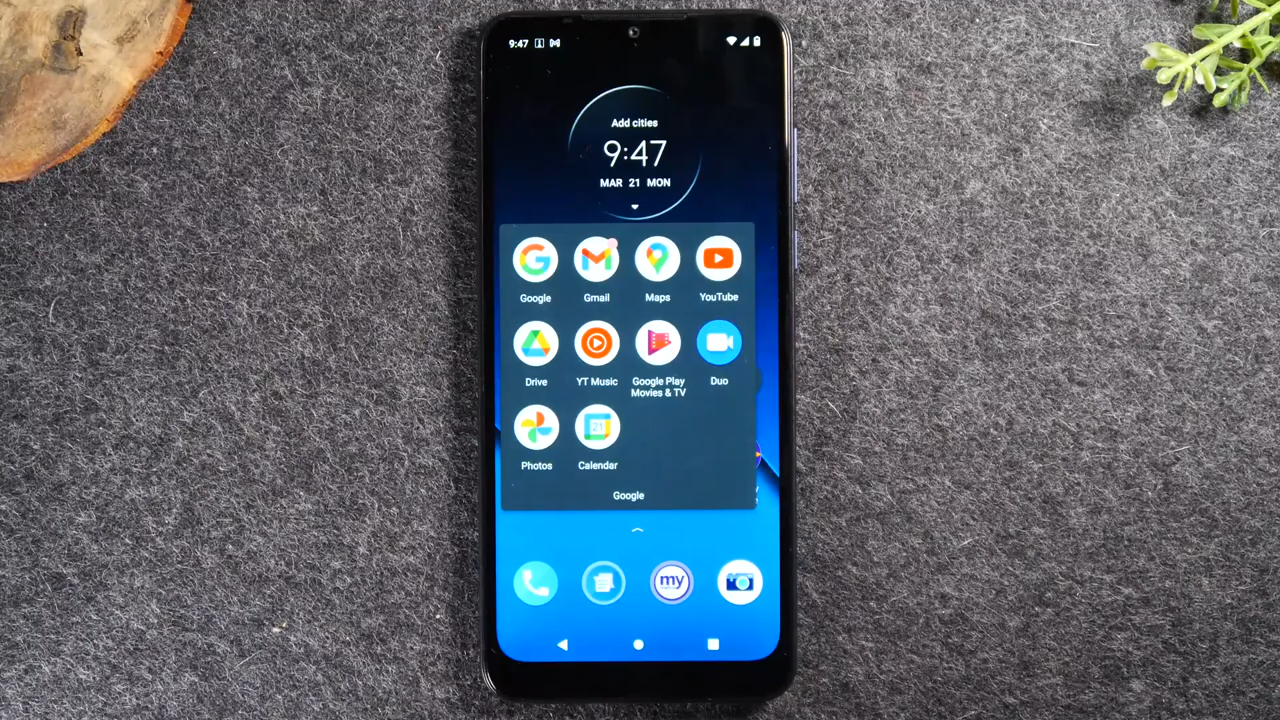 9:47
Add cities
9:47
MAR 21 MON
Google Gmail Maps YouTube
Drive YT Music Google Play Movies & TV Duo
21
Photos Calendar
Google
my